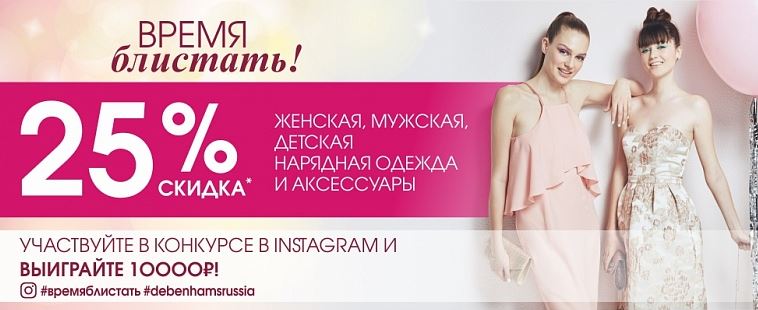 ВРЕМЯ
блистать!
25% СКИДКА*
ЖЕНСКАЯ, МУЖСКАЯ,
ДЕТСКАЯ
НАРЯДНАЯ ОДЕЖДА
И АКСЕССУАРЫ
УЧАСТВУЙТЕ В КОНКУРСЕ В INSTAGRAM И
ВЫИГРАЙТЕ 10000₽!
#времяблистать #debenhamsrussia